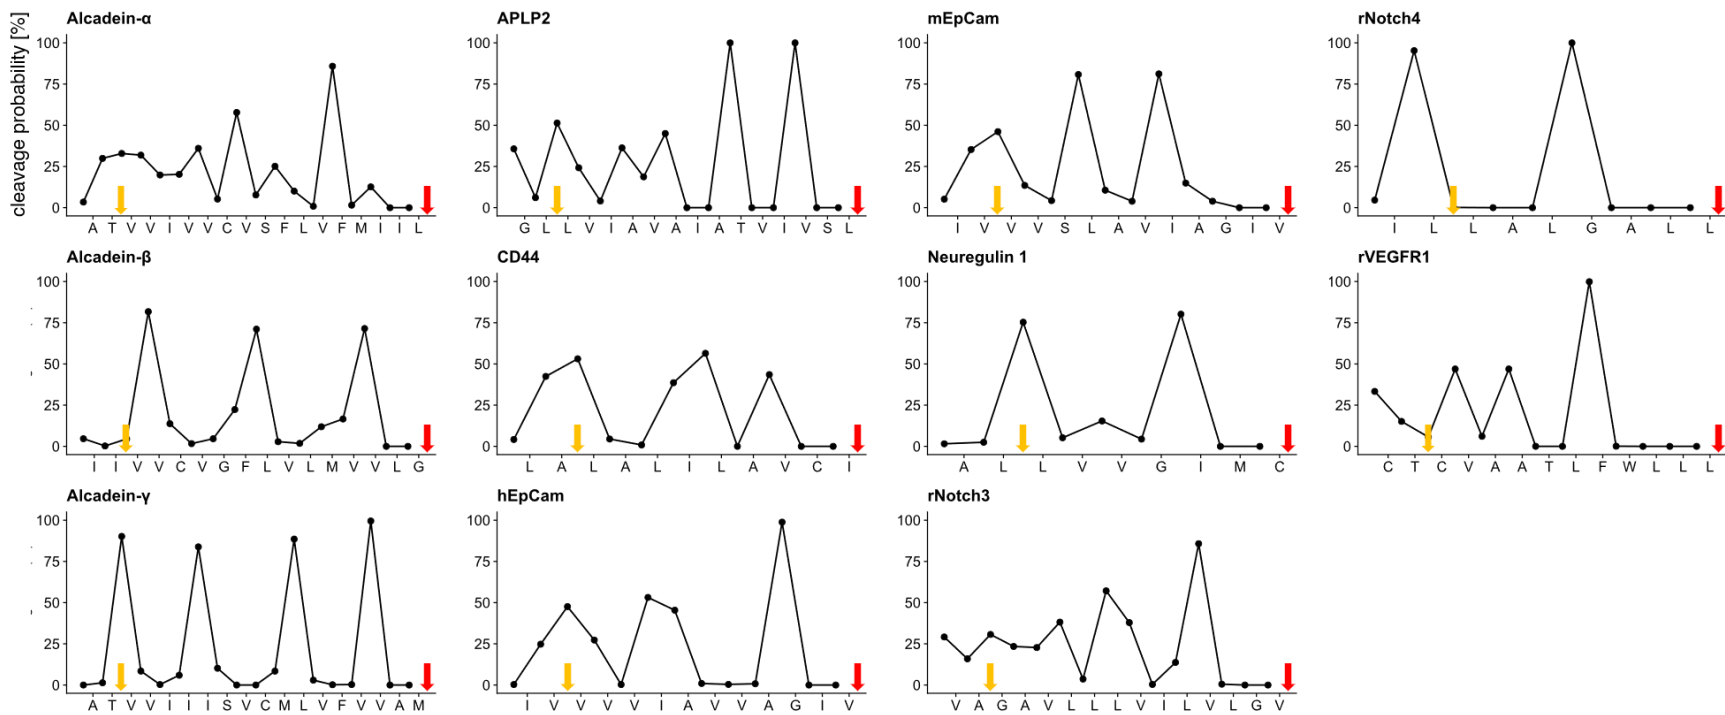 Alcadein-α
cleavage probability [%]
100
75
50
25
0
A T V V I V V C V S F L V F M I I L
APLP2
100
75
50
25
0
G L L V I A V A I A T V I V S L
mEpCam
100
75
50
25
0
I V V V S L A V I A G I V
rNotch4
100
75
50
25
0
I L L A L G A L L
Alcadein-β
100
75
50
25
0
I I V V C V G F L V L M V V L G
CD44
100
75
50
25
0
L A L A L I L A V C I
Neuregulin 1
100
75
50
25
0
A L L V V G I M C
rVEGFR1
100
75
50
25
0
C T C V A A T L F W L L L
Alcadein-γ
100
75
50
25
0
A T V V I I I S V C M L V F V V A M
hEpCam
100
75
50
25
0
I V V V V I A V V A G I V
rNotch3
100
75
50
25
0
V A G A V L L L V I L V L G V